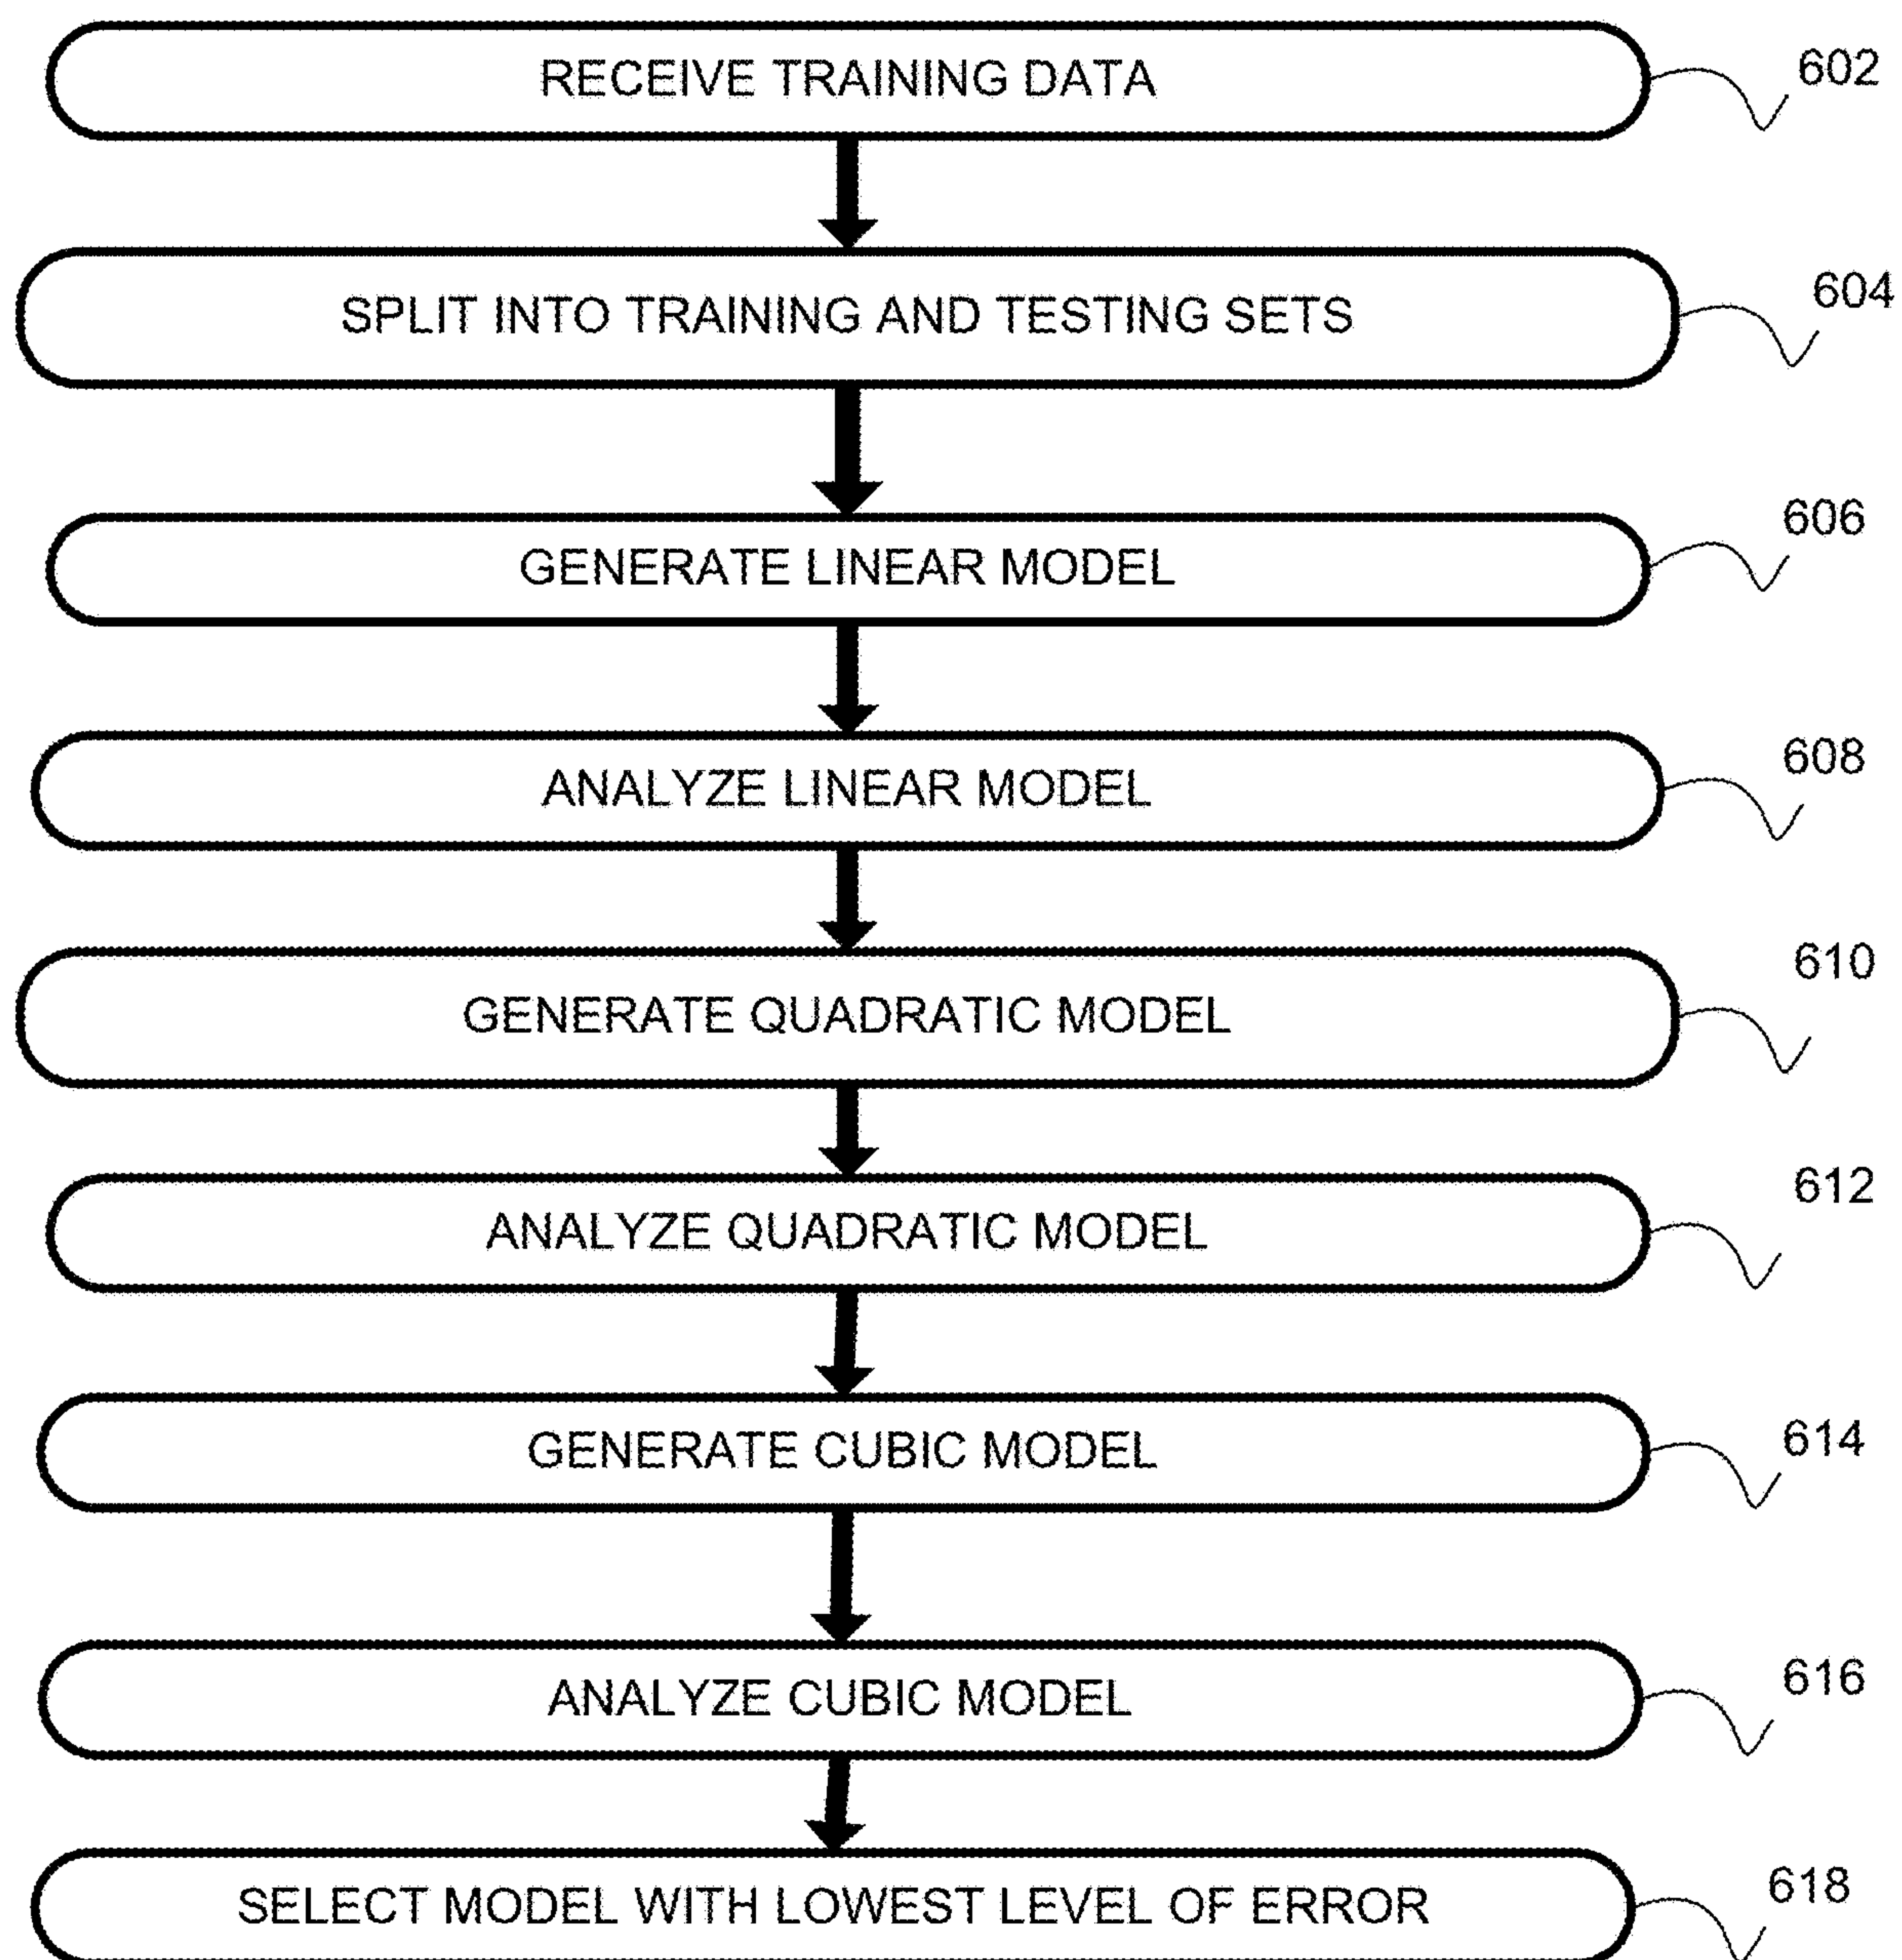 RECEIVE TRAINING DATA
602
SPLIT INTO TRAINING AND TESTING SETS
604
GENERATE LINEAR MODEL
606
ANALYZE LINEAR MODEL
608
GENERATE QUADRATIC MODEL
610
ANALYZE QUADRATIC MODEL
612
GENERATE CUBIC MODEL
614
ANALYZE CUBIC MODEL
616
SELECT MODEL WITH LOWEST LEVEL OF ERROR
618